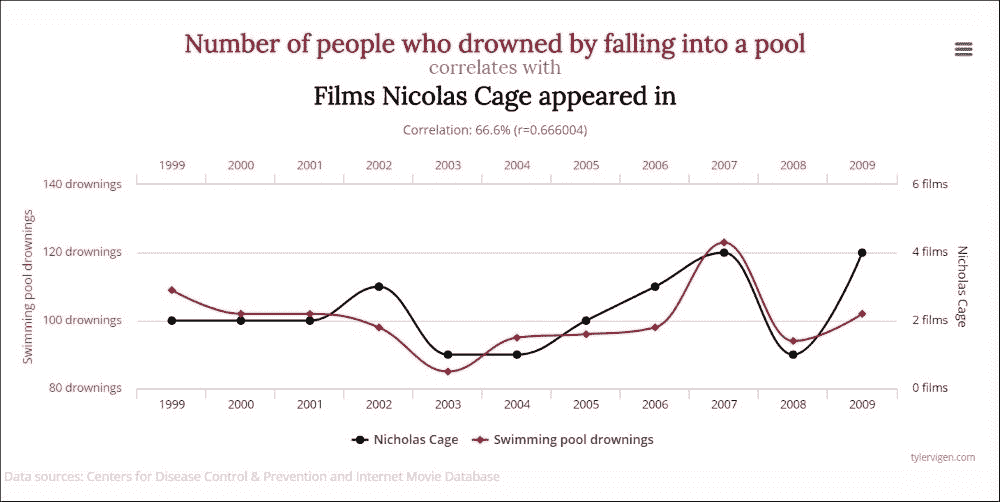 Number of people who drowned by falling into a pool
correlates with
Films Nicolas Cage appeared in
Correlation: 66.6% (r=0.666004)
1999 2000 2001 2002 2003 2004 2005 2006 2007 2008 2009
140 drownings 6 films
120 drownings 4 films
100 drownings 2 films
80 drownings 0 films
Swimming pool drownings
Nicholas Cage
1999 2000 2001 2002 2003 2004 2005 2006 2007 2008 2009
Nicholas Cage Swimming pool drownings
tylervigen.com
Data sources: Centers for Disease Control & Prevention and Internet Movie Database